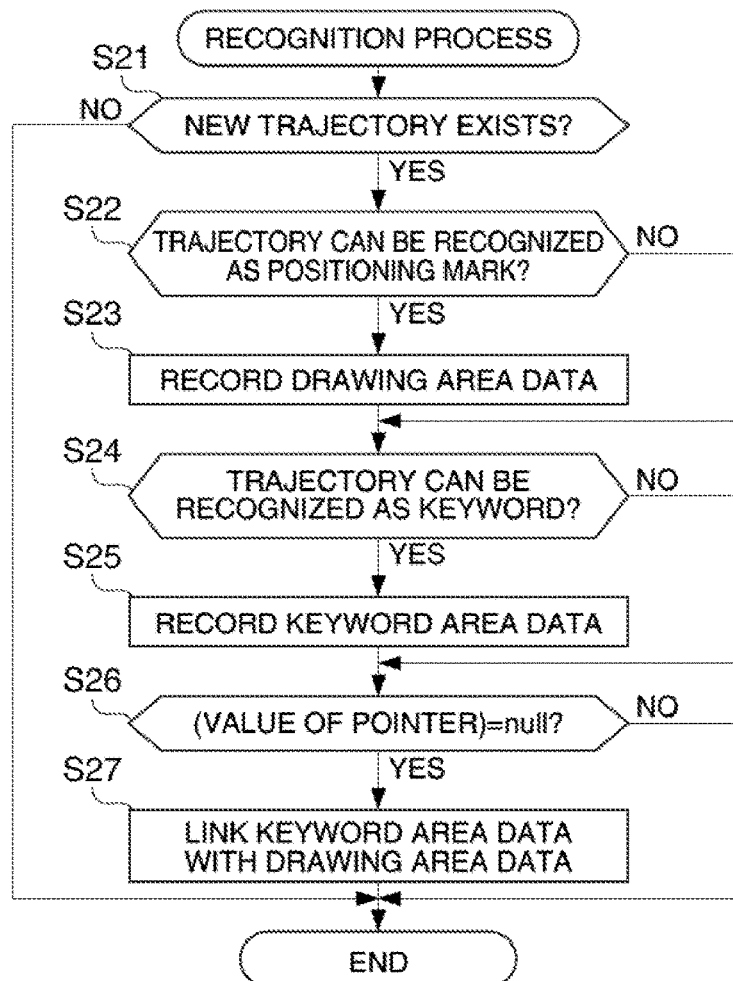 RECOGNITION PROCESS
S21
NO
NEW TRAJECTORY EXISTS?
YES
S22
TRAJECTORY CAN BE RECOGNIZED
AS POSITIONING MARK?
NO
YES
S23
RECORD DRAWING AREA DATA
S24
TRAJECTORY CAN BE
RECOGNIZED AS KEYWORD?
NO
YES
S25
RECORD KEYWORD AREA DATA
S26
(VALUE OF POINTER)=null?
NO
YES
S27
LINK KEYWORD AREA DATA
WITH DRAWING AREA DATA
END